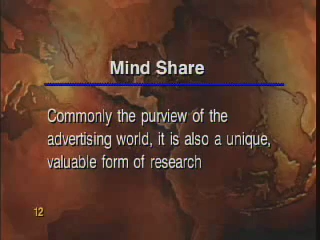 Mind Share
Commonly the purview of the
advertising world, it is also a unique,
valuable form of research
12